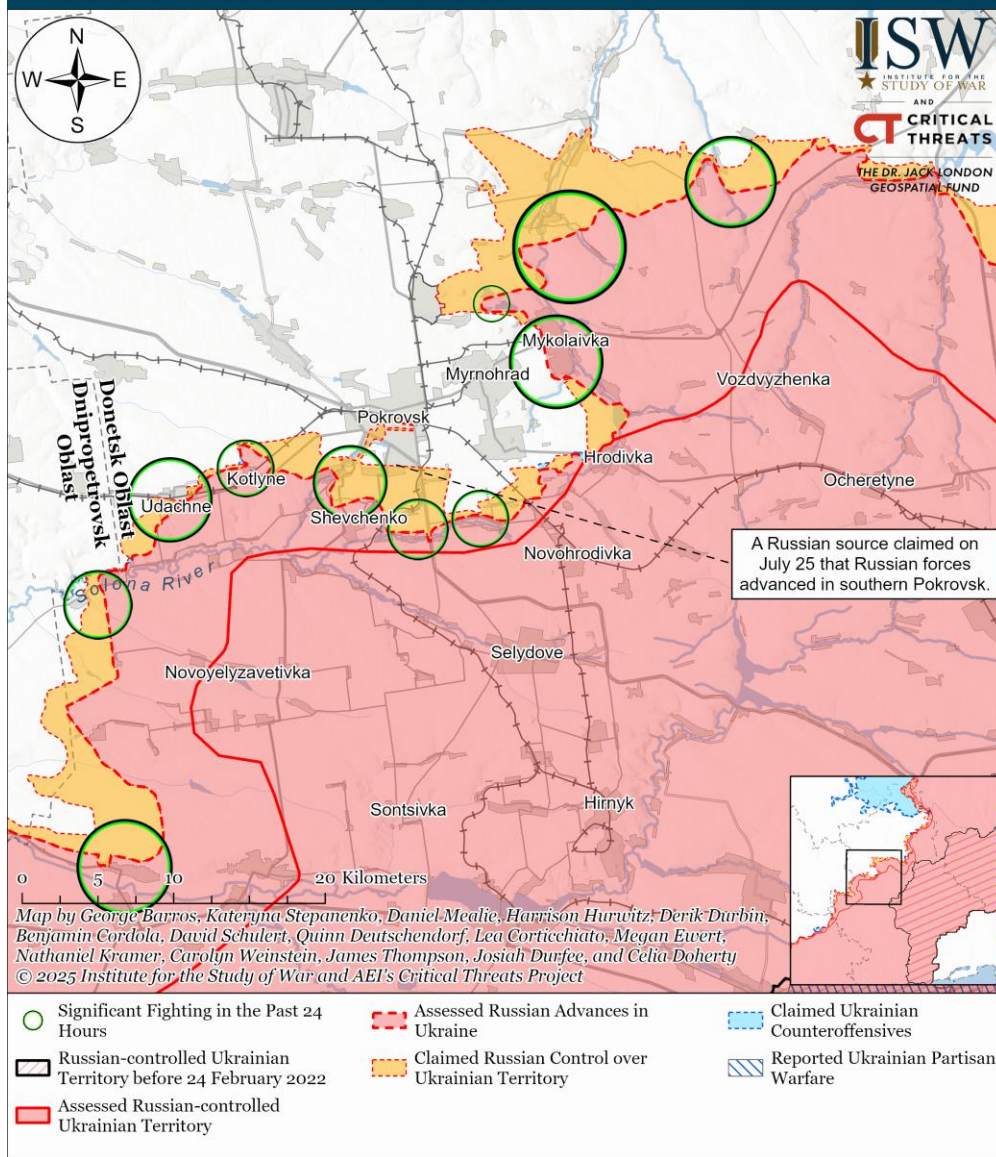 N
W E
S
ISW
INSTITUTE FOR THE
STUDY OF WAR
AND
CT CRITICAL
THREATS
THE DR. JACK LONDON
GEOSPATIAL FUND
Mykolaivka
Myrnohrad
Vozdvyzhenka
Pokrovsk
Donetsk Oblast
Dnipropetrovsk
Oblast
Kotlyne
Hrodivka
Udachne
Shevchenko
Ocheretyne
Novohrodivka
A Russian source claimed on
July 25 that Russian forces
advanced in southern Pokrovsk.
Solona River
Selydove
Novoyelyzavetivka
Sontsivka
Hirnyk
0 5 10 20 Kilometers
Map by George Barros, Kateryna Stepanenko, Daniel Mealie, Harrison Hurwitz, Derik Durbin,
Benjamin Cordola, David Schulert, Quinn Deutschendorf, Lea Corticchiato, Megan Ewert,
Nathaniel Kramer, Carolyn Weinstein, James Thompson, Josiah Durfee, and Celia Doherty
© 2025 Institute for the Study of War and AEI's Critical Threats Project
Significant Fighting in the Past 24
Hours
Russian-controlled Ukrainian
Territory before 24 February 2022
Assessed Russian-controlled
Ukrainian Territory
Assessed Russian Advances in
Ukraine
Claimed Russian Control over
Ukrainian Territory
Claimed Ukrainian
Counteroffensives
Reported Ukrainian Partisan
Warfare